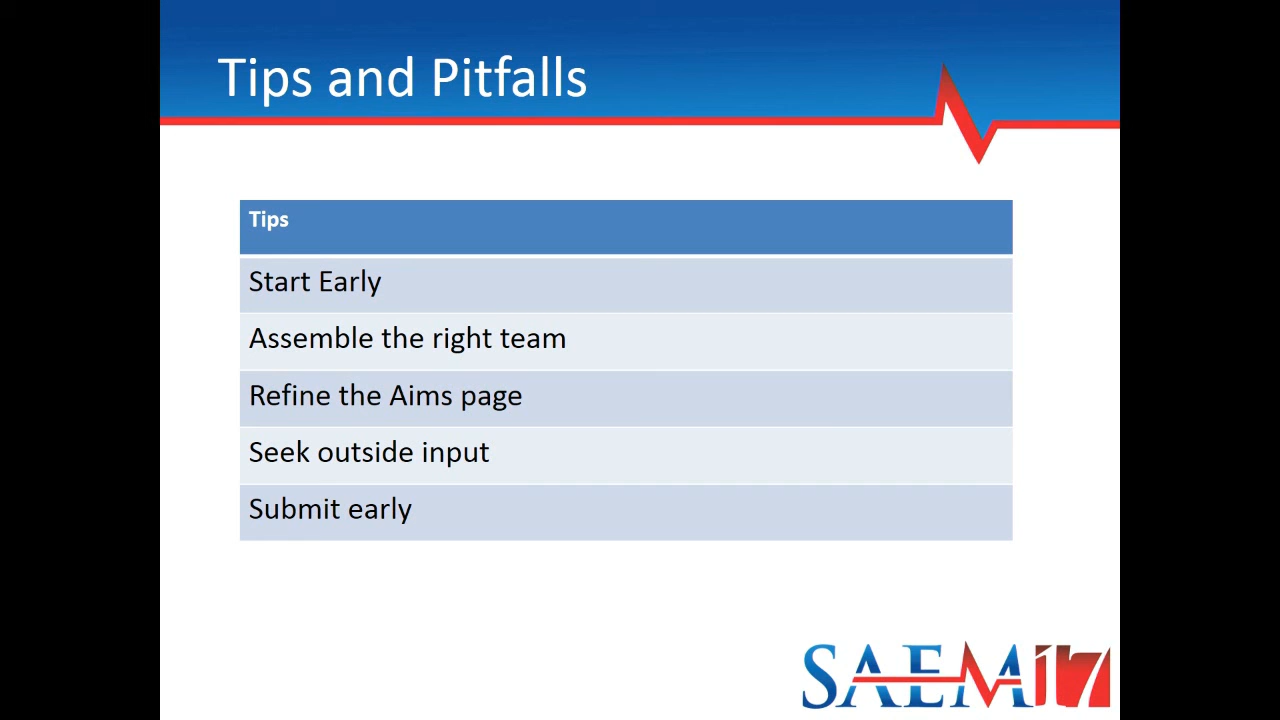 Tips and Pitfalls
Tips
Start Early
Assemble the right team
Refine the Aims page
Seek outside input
Submit early
SAEM17